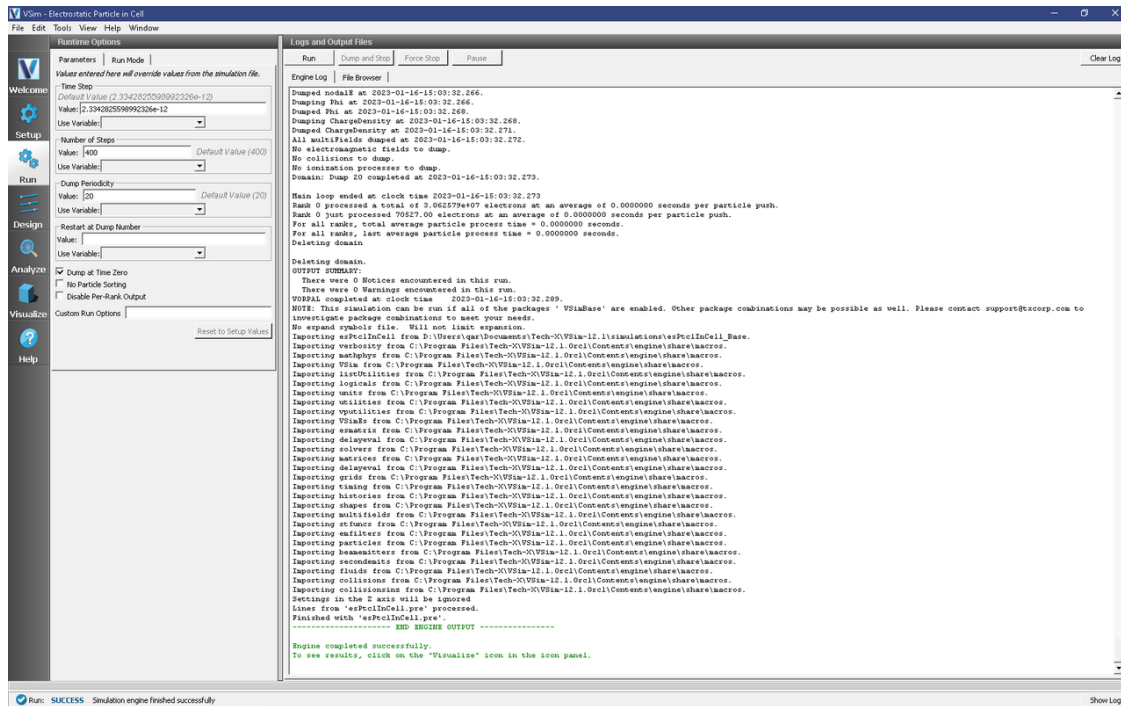 VSim - Electrostatic Particle in Cell
File Edit Tools View Help Window
Welcome
Setup
Run
Design
Analyze
Visualize
Help
Runtime Options
Parameters
Run Mode
Values entered here will override values from the simulation file.
Time Step
Default Value (2.3342825598992326e-12)
Value: 2.3342825598992326e-12
Use Variable:
Number of Steps
Value: 400 Default Value (400)
Use Variable:
Dump Periodicity
Value: 20 Default Value (20)
Use Variable:
Restart at Dump Number
Value:
Use Variable:
Dump at Time Zero
No Particle Sorting
Disable Per-Rank Output
Custom Run Options
Reset to Setup Values
Logs and Output Files
Run Dump and Stop Force Stop Pause Clear Log
Engine Log File Browser
Dumped nodalE at 2023-01-16-15:03:32.266.
Dumping Phi at 2023-01-16-15:03:32.266.
Dumped Phi at 2023-01-16-15:03:32.268.
Dumping ChargeDensity at 2023-01-16-15:03:32.268.
Dumped ChargeDensity at 2023-01-16-15:03:32.271.
All multiFields dumped at 2023-01-16-15:03:32.272.
No electromagnetic fields to dump.
No collisions to dump.
No ionization processes to dump.
Domain: Dump 20 completed at 2023-01-16-15:03:32.273.
Main loop ended at clock time 2023-01-16-15:03:32.273
Rank 0 processed a total of 3.062579e+07 electrons at an average of 0.0000000 seconds per particle push.
Rank 0 just processed 70527.00 electrons at an average of 0.0000000 seconds per particle push.
For all ranks, total average particle process time = 0.0000000 seconds.
For all ranks, last average particle process time = 0.0000000 seconds.
Deleting domain
Deleting domain.
OUTPUT SUMMARY:
There were 0 Notices encountered in this run.
There were 0 Warnings encountered in this run.
VORPAL completed at clock time 2023-01-16-15:03:32.289.
NOTE: This simulation can be run if all of the packages ' VSimBase' are enabled. Other package combinations may be possible as well. Please contact support@txcorp.com to
investigate package combinations to meet your needs.
No expand symbols file. Will not limit expansion.
Importing esPtclInCell from D:\Users\qar\Documents\Tech-X\VSim-12.1\simulations\esPtclInCell_Base.
Importing verbosity from C:\Program Files\Tech-X\VSim-12.1.0rc1\Contents\engine\share\macros.
Importing mathphys from C:\Program Files\Tech-X\VSim-12.1.0rc1\Contents\engine\share\macros.
Importing VSim from C:\Program Files\Tech-X\VSim-12.1.0rc1\Contents\engine\share\macros.
Importing listUtilities from C:\Program Files\Tech-X\VSim-12.1.0rc1\Contents\engine\share\macros.
Importing logicals from C:\Program Files\Tech-X\VSim-12.1.0rc1\Contents\engine\share\macros.
Importing units from C:\Program Files\Tech-X\VSim-12.1.0rc1\Contents\engine\share\macros.
Importing utilities from C:\Program Files\Tech-X\VSim-12.1.0rc1\Contents\engine\share\macros.
Importing vputilities from C:\Program Files\Tech-X\VSim-12.1.0rc1\Contents\engine\share\macros.
Importing VSimEs from C:\Program Files\Tech-X\VSim-12.1.0rc1\Contents\engine\share\macros.
Importing esmatrix from C:\Program Files\Tech-X\VSim-12.1.0rc1\Contents\engine\share\macros.
Importing delayeval from C:\Program Files\Tech-X\VSim-12.1.0rc1\Contents\engine\share\macros.
Importing solvers from C:\Program Files\Tech-X\VSim-12.1.0rc1\Contents\engine\share\macros.
Importing matrices from C:\Program Files\Tech-X\VSim-12.1.0rc1\Contents\engine\share\macros.
Importing delayeval from C:\Program Files\Tech-X\VSim-12.1.0rc1\Contents\engine\share\macros.
Importing grids from C:\Program Files\Tech-X\VSim-12.1.0rc1\Contents\engine\share\macros.
Importing timing from C:\Program Files\Tech-X\VSim-12.1.0rc1\Contents\engine\share\macros.
Importing histories from C:\Program Files\Tech-X\VSim-12.1.0rc1\Contents\engine\share\macros.
Importing shapes from C:\Program Files\Tech-X\VSim-12.1.0rc1\Contents\engine\share\macros.
Importing multifields from C:\Program Files\Tech-X\VSim-12.1.0rc1\Contents\engine\share\macros.
Importing stfuncs from C:\Program Files\Tech-X\VSim-12.1.0rc1\Contents\engine\share\macros.
Importing emfilters from C:\Program Files\Tech-X\VSim-12.1.0rc1\Contents\engine\share\macros.
Importing particles from C:\Program Files\Tech-X\VSim-12.1.0rc1\Contents\engine\share\macros.
Importing beamemitters from C:\Program Files\Tech-X\VSim-12.1.0rc1\Contents\engine\share\macros.
Importing secondemits from C:\Program Files\Tech-X\VSim-12.1.0rc1\Contents\engine\share\macros.
Importing fluids from C:\Program Files\Tech-X\VSim-12.1.0rc1\Contents\engine\share\macros.
Importing collisions from C:\Program Files\Tech-X\VSim-12.1.0rc1\Contents\engine\share\macros.
Importing collisionsinx from C:\Program Files\Tech-X\VSim-12.1.0rc1\Contents\engine\share\macros.
Settings in the Z axis will be ignored
Lines from 'esPtclInCell.pre' processed.
Finished with 'esPtclInCell.pre'.
-------------------- END ENGINE OUTPUT ----------------
Engine completed successfully.
To see results, click on the "Visualize" icon in the icon panel.
Run: SUCCESS Simulation engine finished successfully
Show Log